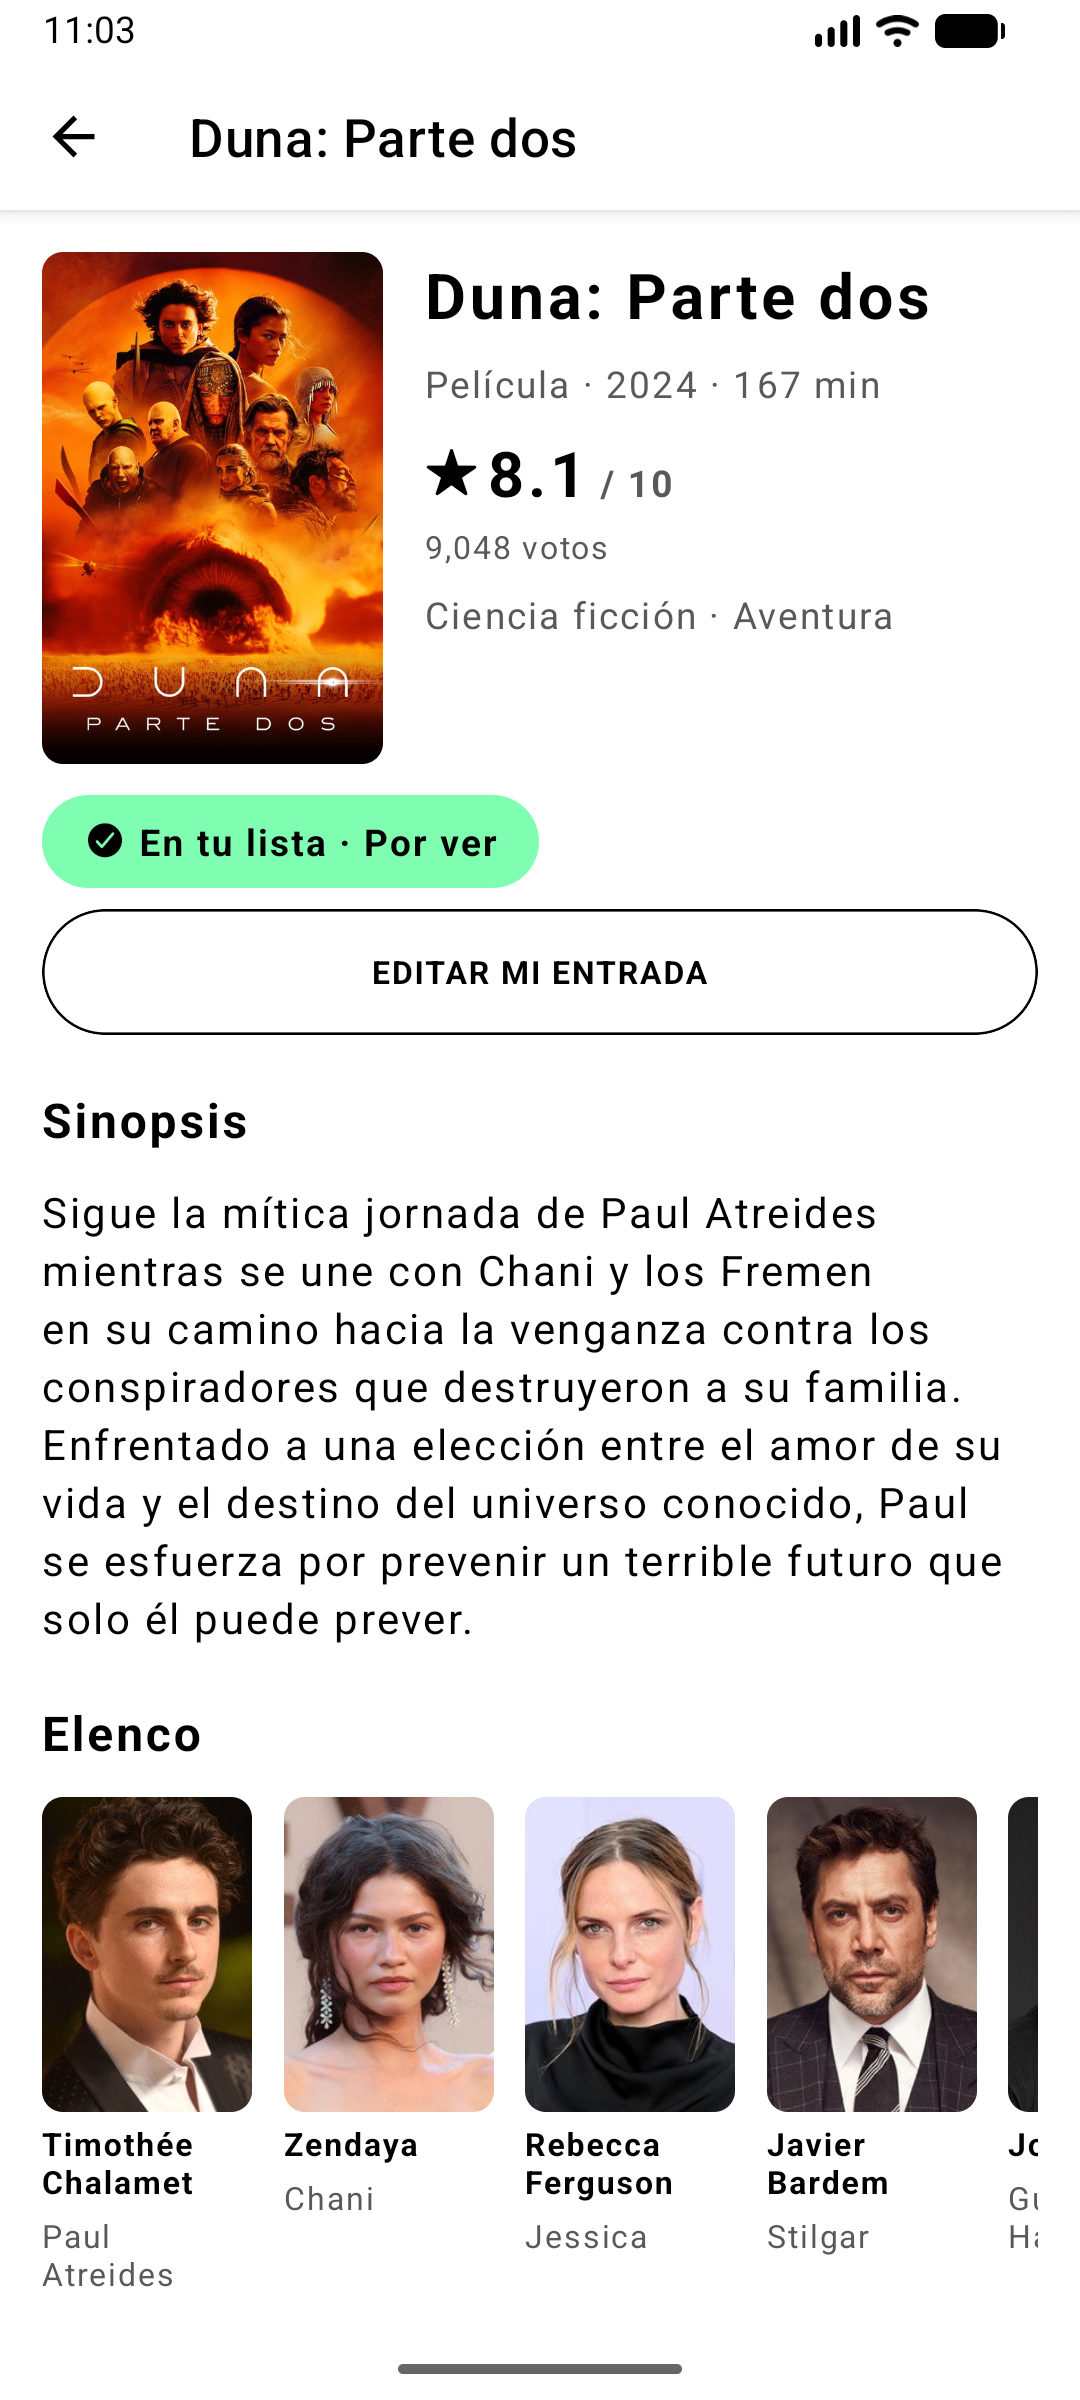 11:03
Duna: Parte dos
Duna: Parte dos
Película · 2024 · 167 min
★8.1 / 10
9,048 votos
Ciencia ficción · Aventura
DUNA
PARTE DOS
En tu lista · Por ver
EDITAR MI ENTRADA
Sinopsis
Sigue la mítica jornada de Paul Atreides
mientras se une con Chani y los Fremen
en su camino hacia la venganza contra los
conspiradores que destruyeron a su familia.
Enfrentado a una elección entre el amor de su
vida y el destino del universo conocido, Paul
se esfuerza por prevenir un terrible futuro que
solo él puede prever.
Elenco
Timothée
Chalamet
Paul
Atreides
Zendaya
Chani
Rebecca
Ferguson
Jessica
Javier
Bardem
Stilgar